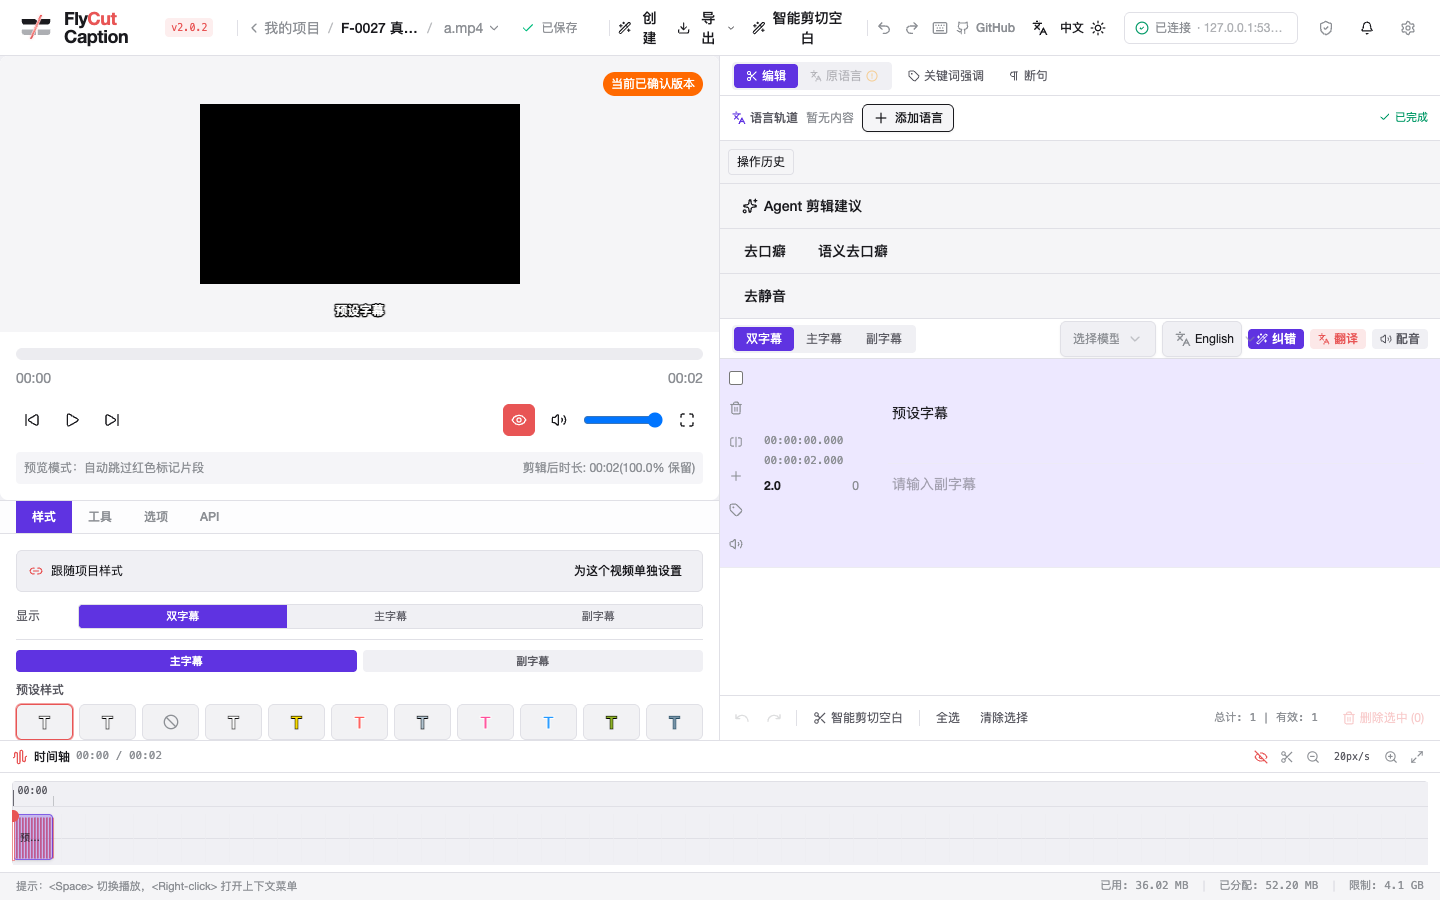 FlyCut
Caption
v2.0.2
我的项目 / F-0027 真... / a.mp4
已保存
创建
导出
智能剪切空白
GitHub
中文
已连接 · 127.0.0.1:53...
当前已确认版本
预设字幕
00:00
00:02
预览模式：自动跳过红色标记片段
剪辑后时长: 00:02(100.0% 保留)
样式
工具
选项
API
跟随项目样式
为这个视频单独设置
显示
双字幕
主字幕
副字幕
主字幕
副字幕
预设样式
T T T T T T T T T T
编辑
原语言
关键词强调
断句
语言轨道 暂无内容
添加语言
已完成
操作历史
Agent 剪辑建议
去口癖
语义去口癖
去静音
双字幕
主字幕
副字幕
选择模型
English
纠错
翻译
配音
预设字幕
00:00:00.000
00:00:02.000
2.0
0
请输入副字幕
智能剪切空白
全选
清除选择
总计: 1 | 有效: 1
删除选中 (0)
时间轴 00:00 / 00:02
20px/s
00:00
预...
提示: <Space> 切换播放，<Right-click> 打开上下文菜单
已用: 36.02 MB
已分配: 52.20 MB
限制: 4.1 GB